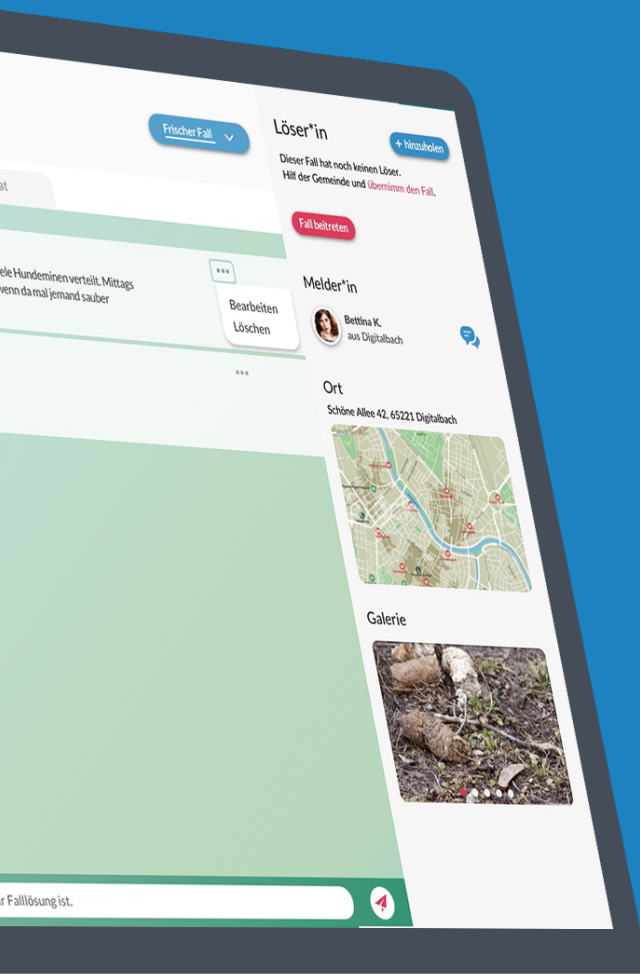 Frischer Fall
at
ele Hundeminen verteilt. Mittags
wenn da mal jemand sauber
Bearbeiten
Löschen
r Falllösung ist.
Löser*in
+ hinzuholen
Dieser Fall hat noch keinen Löser.
Hilf der Gemeinde und übernimm den Fall.
Fall beitreten
Melder*in
Bettina K.
aus Digitalbach
Ort
Schöne Allee 42, 65221 Digitalbach
Galerie